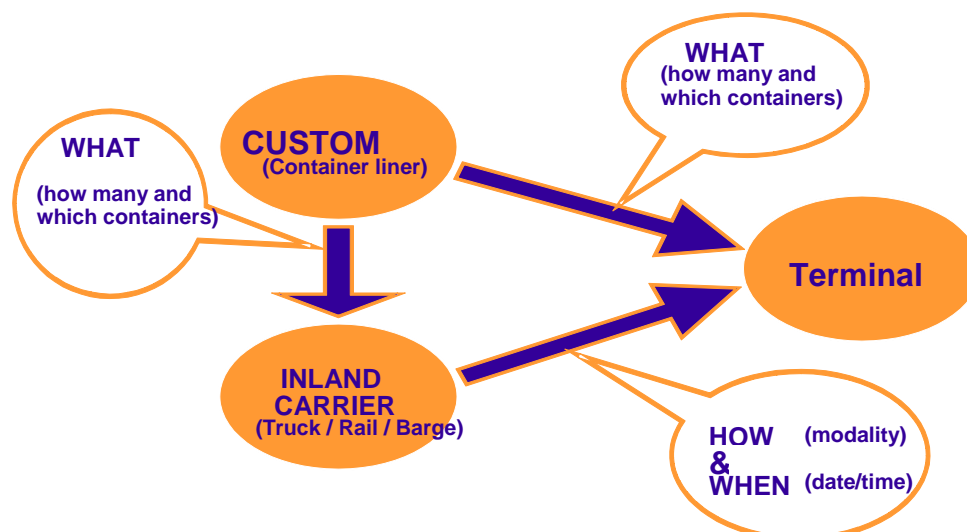 WHAT
(how many and
which containers)
CUSTOM
(Container liner)
WHAT
(how many and
which containers)
Terminal
INLAND
CARRIER
(Truck / Rail / Barge)
HOW (modality)
&
WHEN (date/time)